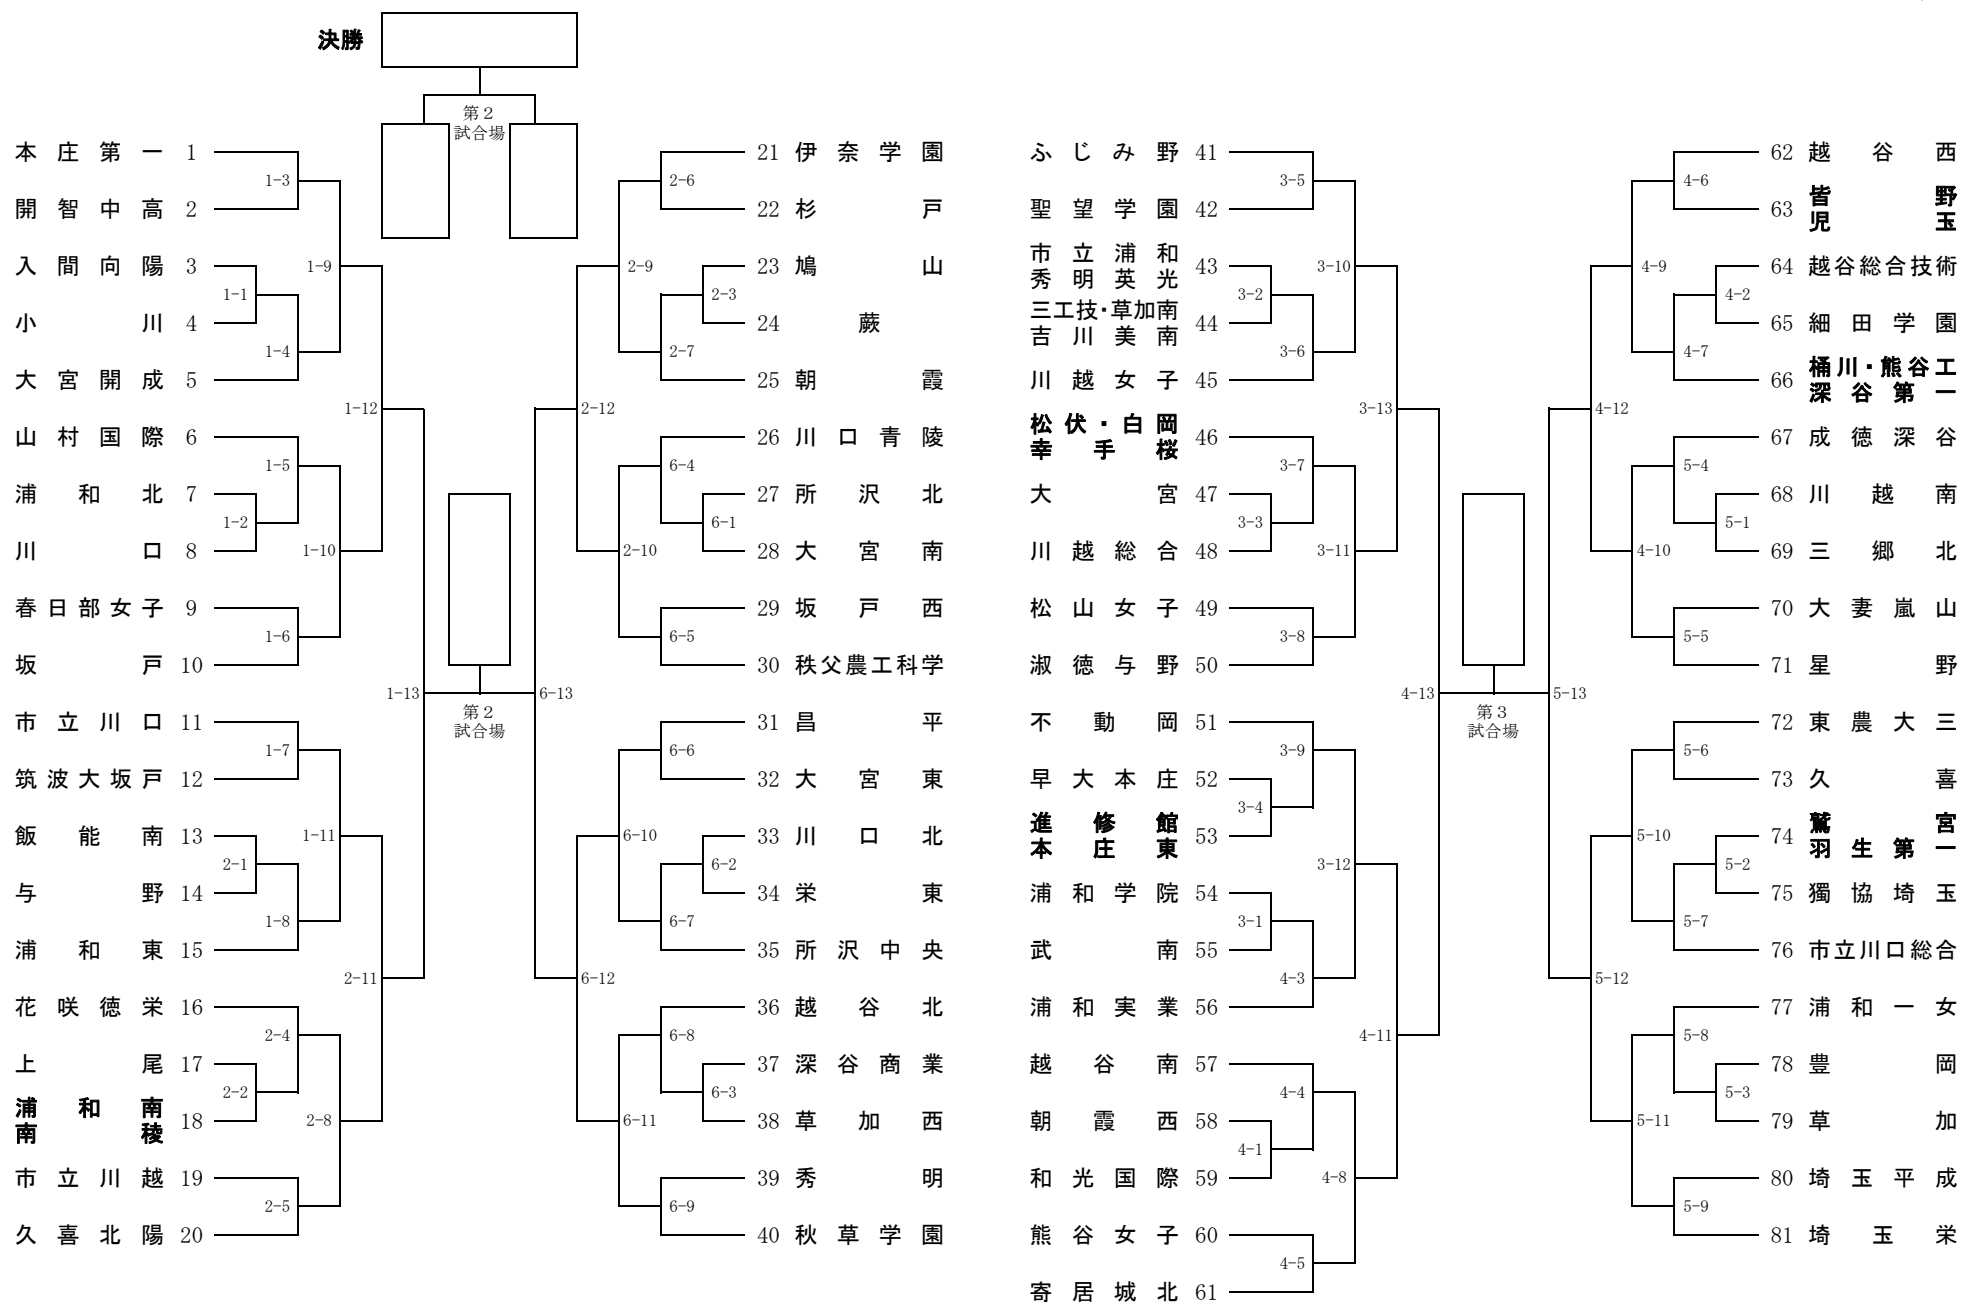 決勝
第２
試合場
本庄第一 1
1-3
開智中高 2
入間向陽 3
1-9
1-1
小川 4
1-4
大宮開成 5
1-12
山村国際 6
1-5
浦和北 7
1-2
川口 8
1-10
春日部女子 9
1-6
坂戸 10
1-13
市立川口 11
1-7
筑波大坂戸 12
飯能南 13
1-11
2-1
与野 14
1-8
浦和東 15
2-11
花咲徳栄 16
2-4
上尾 17
2-2
浦和南
南稜
18
2-8
市立川越 19
2-5
久喜北陽 20
第２
試合場
21 伊奈学園
2-6
22 杉戸
23 鳩山
2-9
2-3
24 蕨
2-7
25 朝霞
2-12
26 川口青陵
6-4
27 所沢北
6-1
28 大宮南
2-10
29 坂戸西
6-5
30 秩父農工科学
6-13
31 昌平
6-6
32 大宮東
33 川口北
6-10
6-2
34 栄東
6-7
35 所沢中央
6-12
36 越谷北
6-8
37 深谷商業
6-3
38 草加西
6-11
39 秀明
6-9
40 秋草学園
ふじみ野 41
3-5
聖望学園 42
市立浦和
秀明英光
43
3-10
3-2
三工技・草加南
吉川美南
44
3-6
川越女子 45
3-13
松伏・白岡
幸手桜
46
3-7
大宮 47
3-3
川越総合 48
3-11
松山女子 49
3-8
淑徳与野 50
4-13
不動岡 51
3-9
早大本庄 52
3-4
進修館
本庄東
53
3-12
浦和学院 54
3-1
武南 55
4-3
浦和実業 56
4-11
越谷南 57
4-4
朝霞西 58
4-1
和光国際 59
4-8
熊谷女子 60
4-5
寄居城北 61
第３
試合場
62 越谷西
4-6
63
皆野
児玉
64 越谷総合技術
4-9
4-2
65 細田学園
4-7
66
桶川・熊谷工
深谷第一
4-12
67 成徳深谷
5-4
68 川越南
5-1
69 三郷北
4-10
70 大妻嵐山
5-5
71 星野
5-13
72 東農大三
5-6
73 久喜
74
鷲宮
羽生第一
5-10
5-2
75 獨協埼玉
5-7
76 市立川口総合
5-12
77 浦和一女
5-8
78 豊岡
5-3
79 草加
5-11
80 埼玉平成
5-9
81 埼玉栄